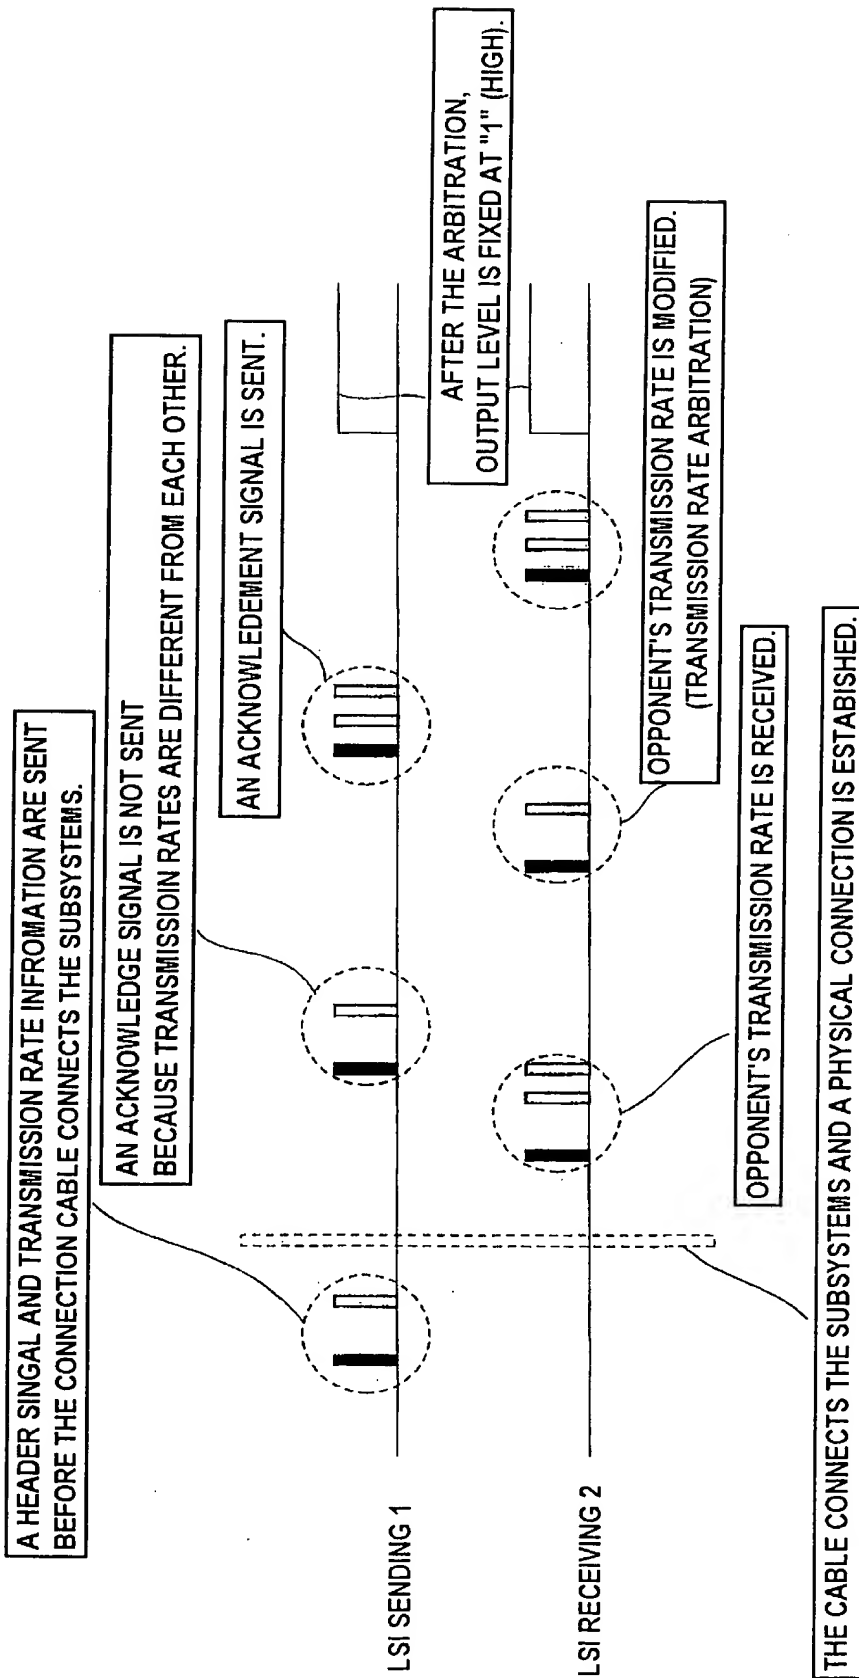 A HEADER SINGAL AND TRANSMISSION RATE INFROMATION ARE SENT
BEFORE THE CONNECTION CABLE CONNECTS THE SUBSYSTEMS.
AN ACKNOWLEDGE SIGNAL IS NOT SENT
BECAUSE TRANSMISSION RATES ARE DIFFERENT FROM EACH OTHER.
AN ACKNOWLEDEMENT SIGNAL IS SENT.
LSI SENDING 1
AFTER THE ARBITRATION,
OUTPUT LEVEL IS FIXED AT "1" (HIGH).
LSI RECEIVING 2
OPPONENT'S TRANSMISSION RATE IS MODIFIED.
(TRANSMISSION RATE ARBITRATION)
OPPONENT'S TRANSMISSION RATE IS RECEIVED.
THE CABLE CONNECTS THE SUBSYSTEMS AND A PHYSICAL CONNECTION IS ESTABISHED.